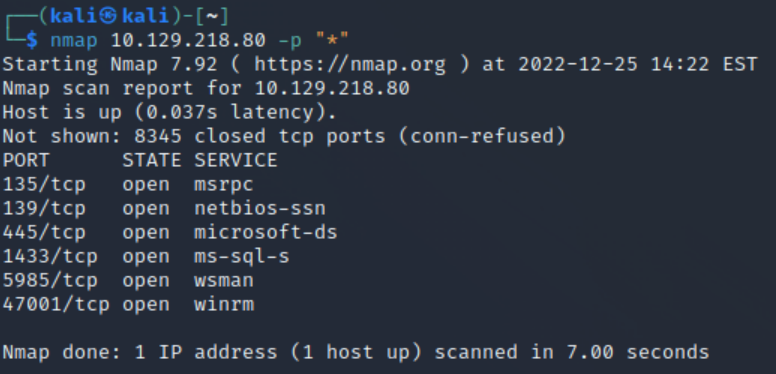 ┌──(kali㉿kali)-[~]
└─$ nmap 10.129.218.80 -p "*"
Starting Nmap 7.92 ( https://nmap.org ) at 2022-12-25 14:22 EST
Nmap scan report for 10.129.218.80
Host is up (0.037s latency).
Not shown: 8345 closed tcp ports (conn-refused)
PORT      STATE SERVICE
135/tcp   open  msrpc
139/tcp   open  netbios-ssn
445/tcp   open  microsoft-ds
1433/tcp  open  ms-sql-s
5985/tcp  open  wsman
47001/tcp open  winrm

Nmap done: 1 IP address (1 host up) scanned in 7.00 seconds